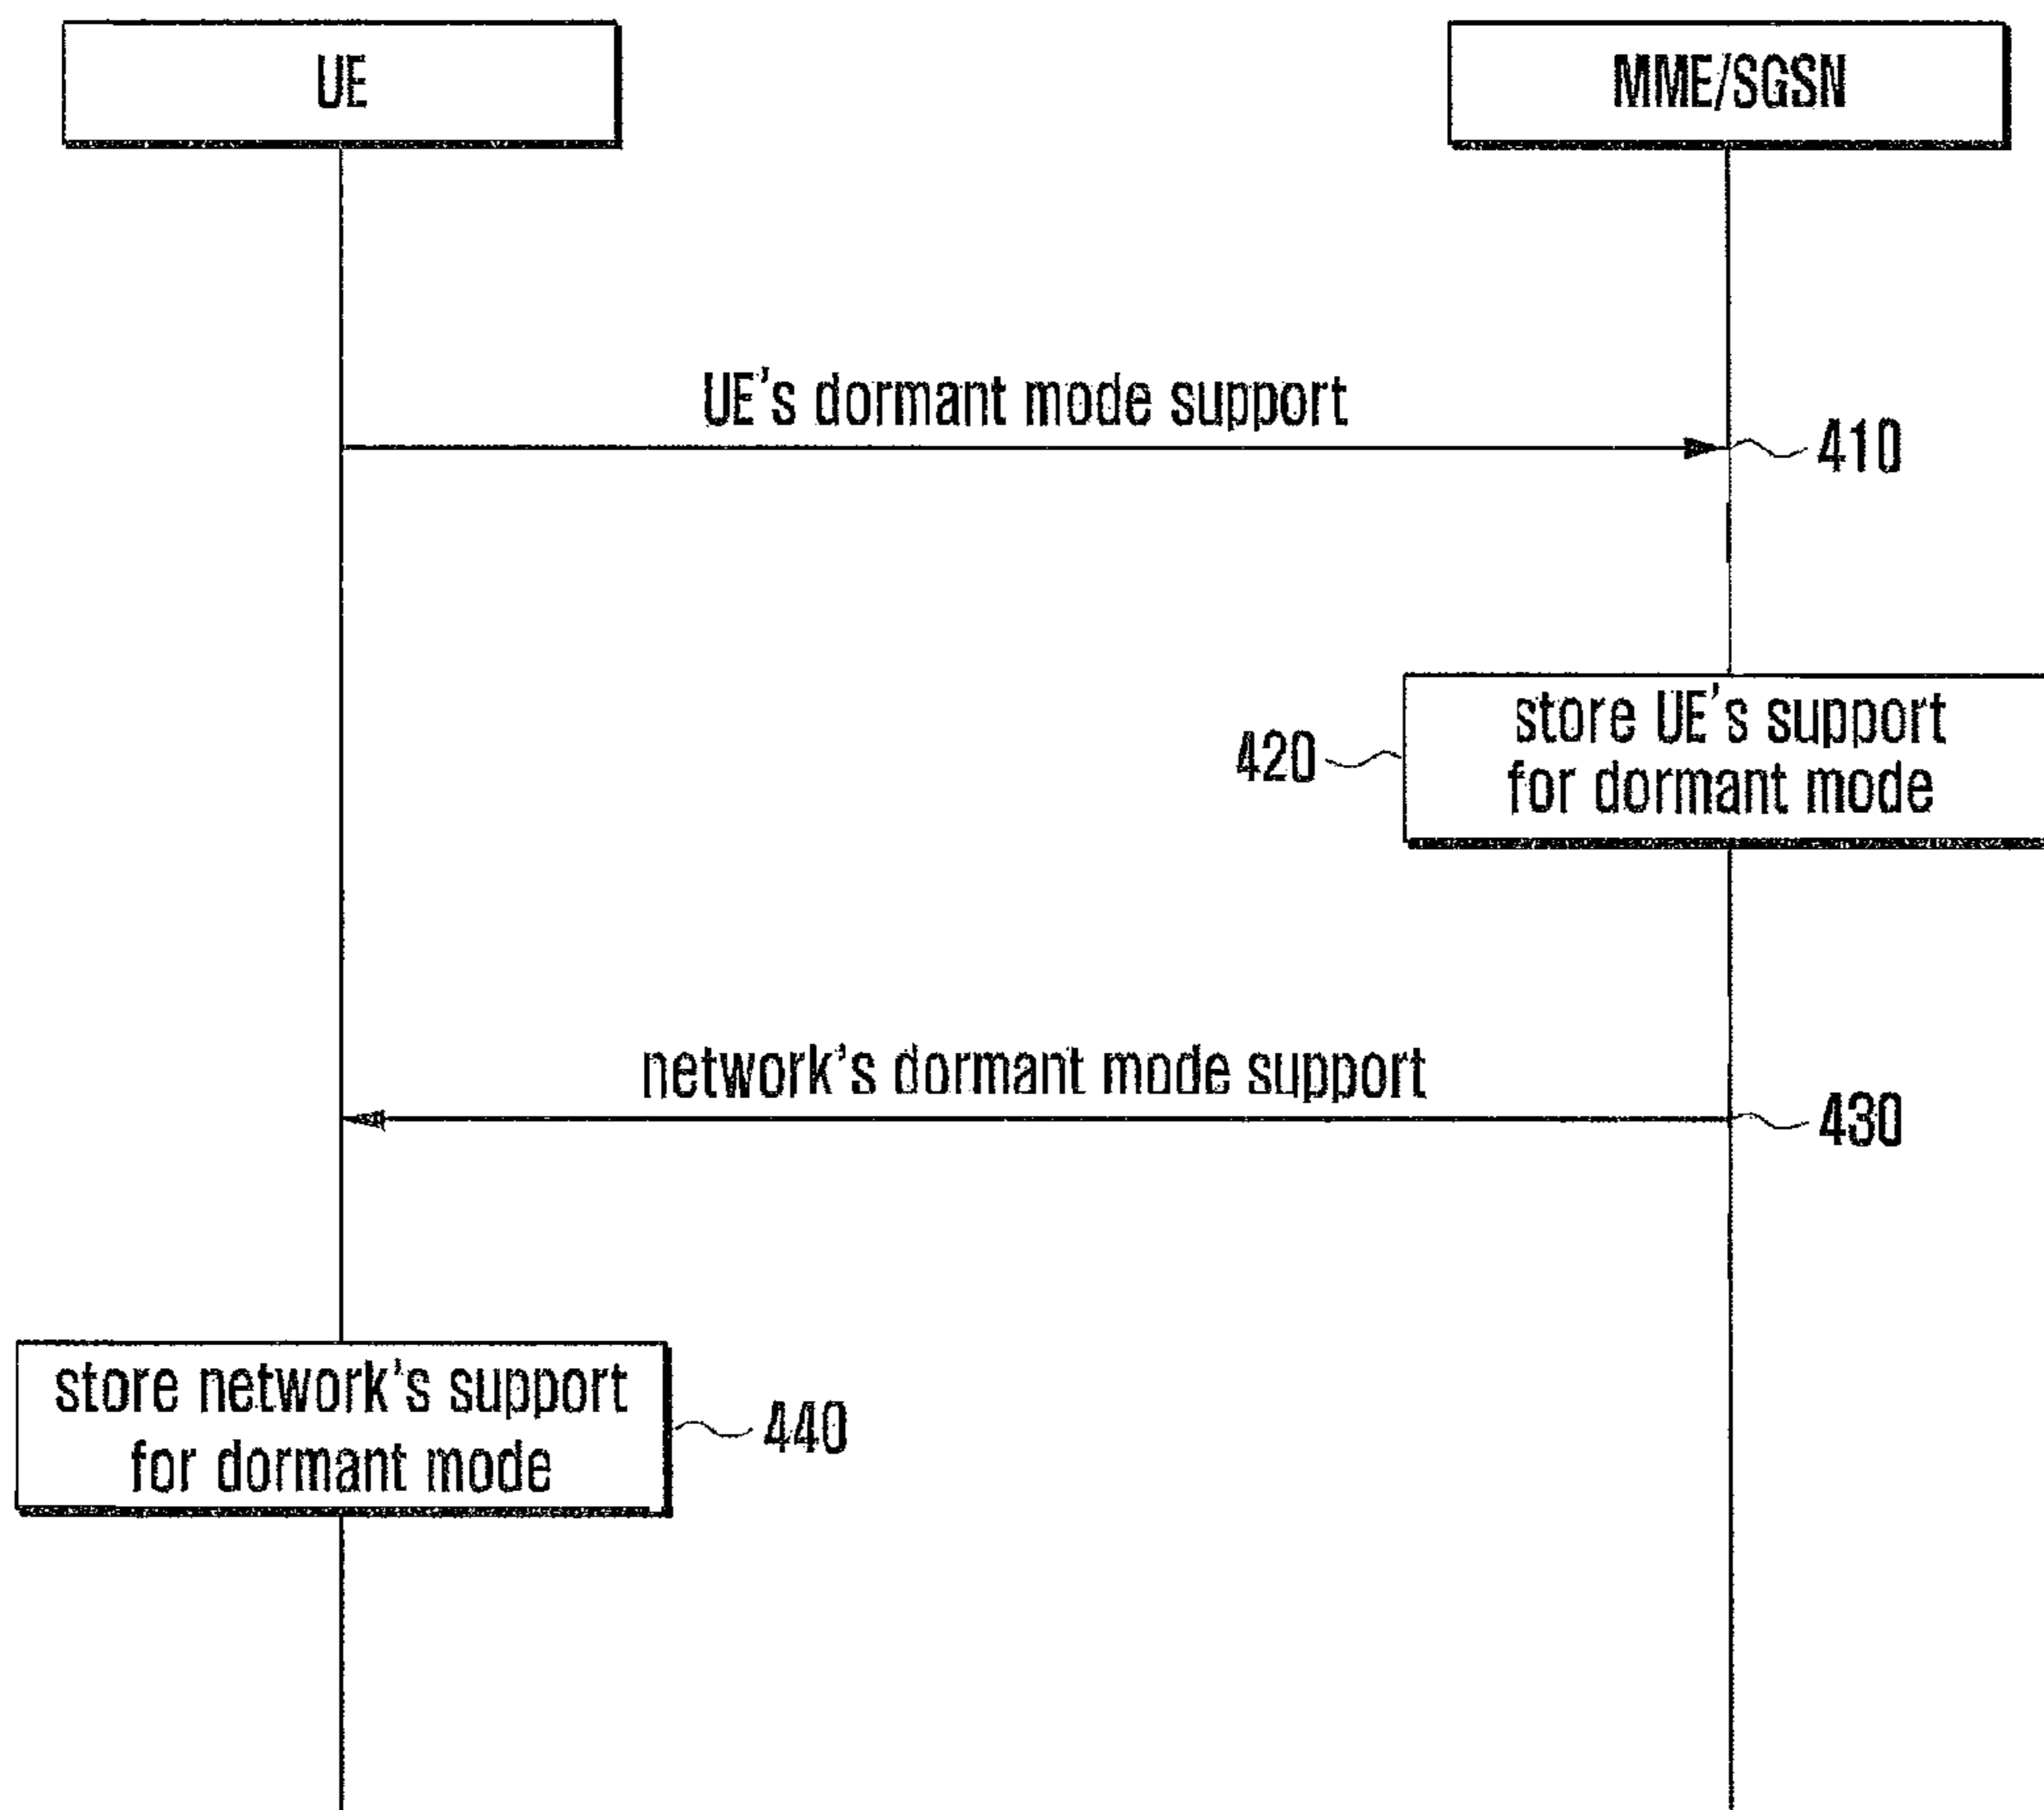 UE
MME/SGSN
UE's dormant mode support
410
store UE's support
for dormant mode
420
network's dormant mode support
430
store network's support
for dormant mode
440